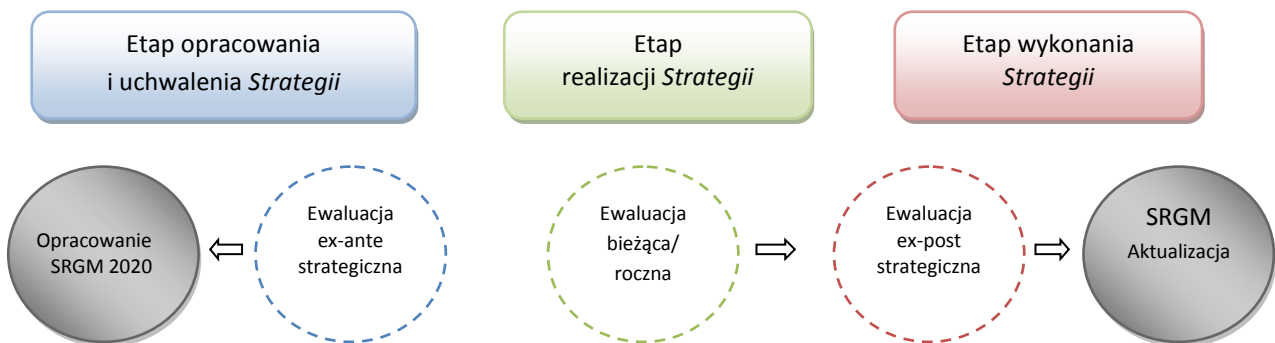 Etap opracowania
i uchwalenia Strategii
Etap
realizacji Strategii
Etap wykonania
Strategii
Opracowanie
SRGM 2020
Ewaluacja
ex-ante
strategiczna
Ewaluacja
bieżąca/
roczna
Ewaluacja
ex-post
strategiczna
SRGM
Aktualizacja